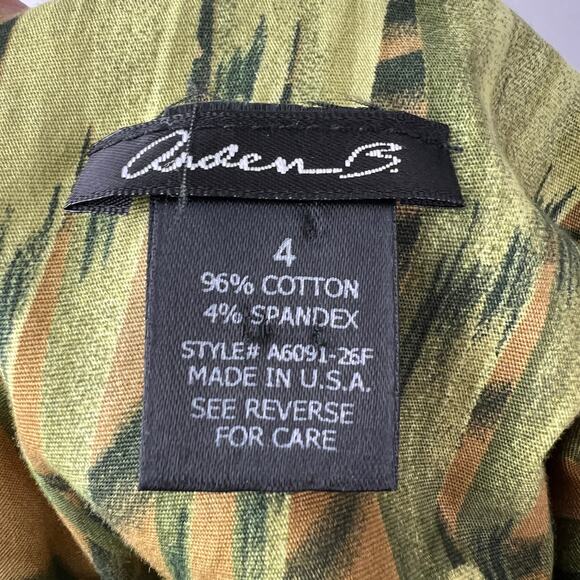 Arden B
4
96% COTTON
4% SPANDEX
STYLE# A6091-26F
MADE IN U.S.A.
SEE REVERSE
FOR CARE